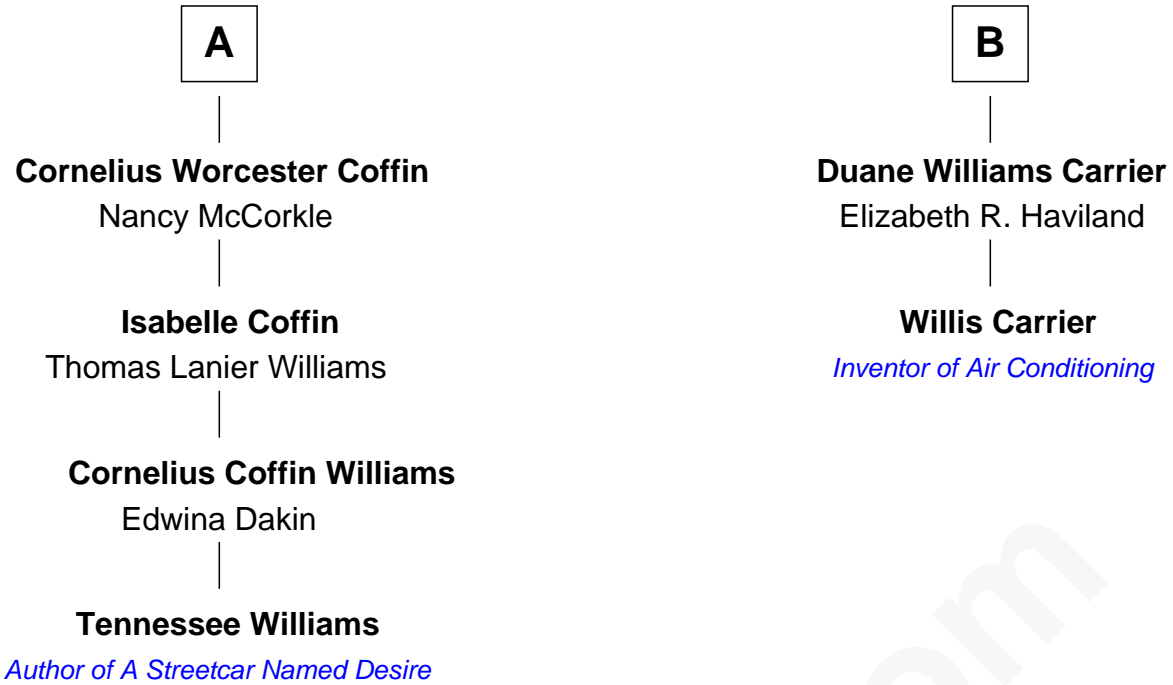 A
Cornelius Worcester Coffin
Nancy McCorkle
Isabelle Coffin
Thomas Lanier Williams
Cornelius Coffin Williams
Edwina Dakin
Tennessee Williams
Author of A Streetcar Named Desire
B
Duane Williams Carrier
Elizabeth R. Haviland
Willis Carrier
Inventor of Air Conditioning
om